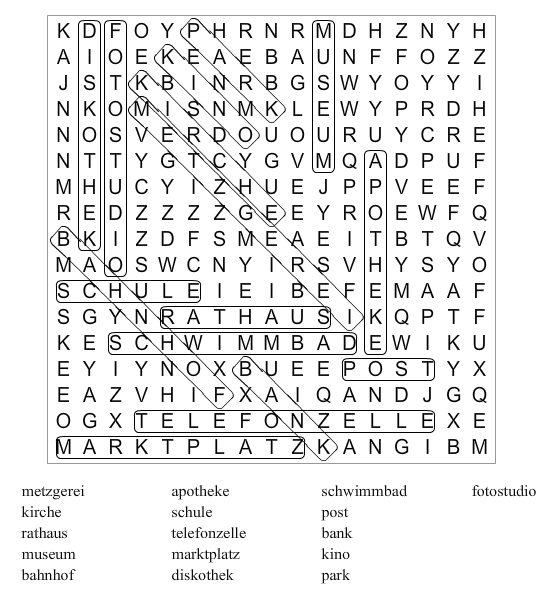 K D F O Y P H R N R M D H Z N Y H
A I O E K E A E B A U N F F O Z Z
J S T K B I N R B G S W Y O Y Y I
N K O M I S N M K L E W Y P R D H
N O S V E R D O U O U R U Y C R E
N T T Y G T C Y G V M Q A D P U F
M H U C Y I Z H U E J P P V E E F
R E D Z Z Z Z G E E Y R O E W F Q
B K I Z D F S M E A E I T B T Q V
M A O S W C N Y I R S V H Y S Y O
S C H U L E I E I B E F E M A A F
S G Y N R A T H A U S I K Q P T F
K E S C H W I M M B A D E W I K U
E Y I Y N O X B U E E P O S T Y X
E A Z V H I F X A I Q A N D J G Q
O G X T E L E F O N Z E L L E X E
M A R K T P L A T Z K A N G I B M
metzgerei apotheke schwimmbad fotostudio
kirche schule post
rathaus telefonzelle bank
museum marktplatz kino
bahnhof diskothek park